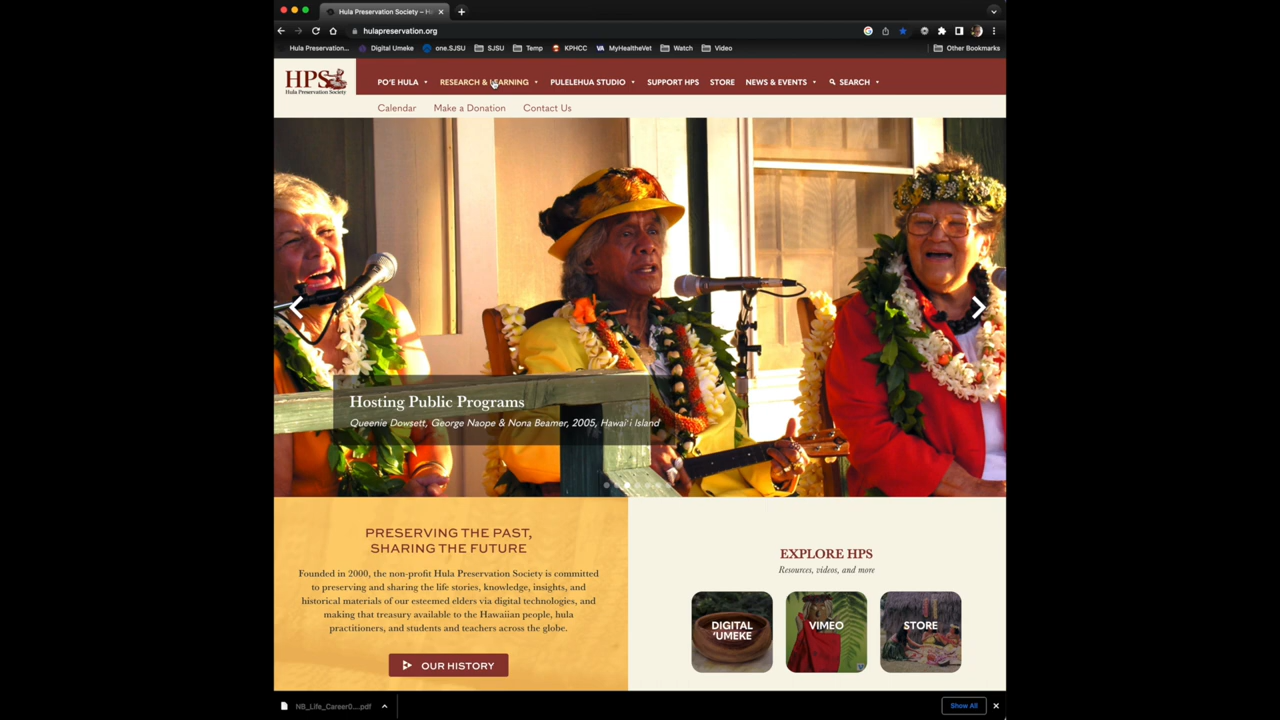 Hula Preservation Society – H
hulapreservation.org
Hula Preservation... Digital Umeke one.SJSU SJSU Temp KPHCC MyHealtheVet Watch Video Other Bookmarks
HPS
Hula Preservation Society
PO'E HULA RESEARCH & LEARNING PULELEHUA STUDIO SUPPORT HPS STORE NEWS & EVENTS SEARCH
Calendar Make a Donation Contact Us
Hosting Public Programs
Queenie Dowsett, George Naope & Nona Beamer, 2005, Hawai'i Island
PRESERVING THE PAST,
SHARING THE FUTURE
Founded in 2000, the non-profit Hula Preservation Society is committed
to preserving and sharing the life stories, knowledge, insights, and
historical materials of our esteemed elders via digital technologies, and
making that treasury available to the Hawaiian people, hula
practitioners, and students and teachers across the globe.
OUR HISTORY
EXPLORE HPS
Resources, videos, and more
DIGITAL
'UMEKE
VIMEO
STORE
NB_Life_Career0....pdf
Show All